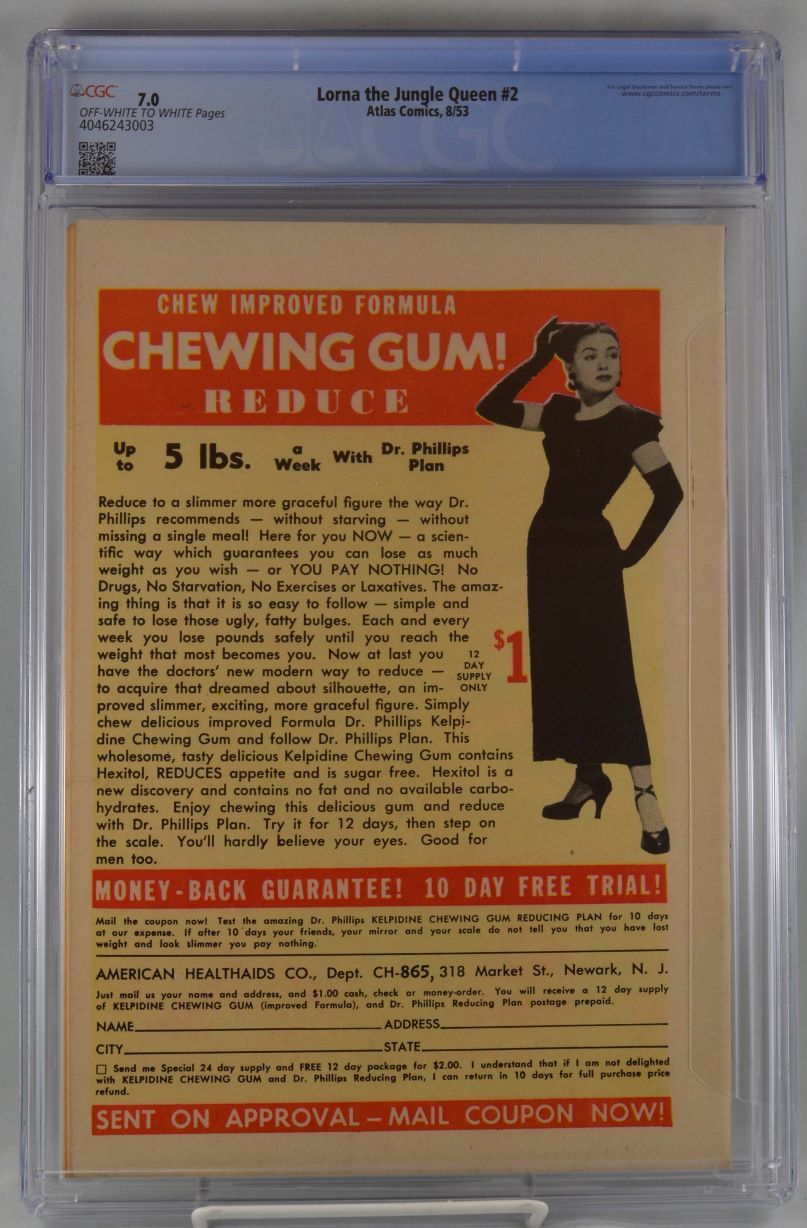 CGC 7.0
OFF-WHITE TO WHITE Pages
4046243003
Lorna the Jungle Queen #2
Atlas Comics, 8/53
For Legal Disclaimer and Service Terms please visit
www.cgccomics.com/terms
CGC
CHEW IMPROVED FORMULA
CHEWING GUM!
REDUCE
Up to 5 lbs. a Week With Dr. Phillips Plan
Reduce to a slimmer more graceful figure the way Dr.
Phillips recommends — without starving — without
missing a single meal! Here for you NOW — a scien-
tific way which guarantees you can lose as much
weight as you wish — or YOU PAY NOTHING! No
Drugs, No Starvation, No Exercises or Laxatives. The amaz-
ing thing is that it is so easy to follow — simple and
safe to lose those ugly, fatty bulges. Each and every
week you lose pounds safely until you reach the
weight that most becomes you. Now at last you
have the doctors' new modern way to reduce —
to acquire that dreamed about silhouette, an im-
proved slimmer, exciting, more graceful figure. Simply
chew delicious improved Formula Dr. Phillips Kelpi-
dine Chewing Gum and follow Dr. Phillips Plan. This
wholesome, tasty delicious Kelpidine Chewing Gum contains
Hexitol, REDUCES appetite and is sugar free. Hexitol is a
new discovery and contains no fat and no available carbo-
hydrates. Enjoy chewing this delicious gum and reduce
with Dr. Phillips Plan. Try it for 12 days, then step on
the scale. You'll hardly believe your eyes. Good for
men too.
$1
12
DAY
SUPPLY
ONLY
MONEY-BACK GUARANTEE! 10 DAY FREE TRIAL!
Mail the coupon now! Test the amazing Dr. Phillips KELPIDINE CHEWING GUM REDUCING PLAN for 10 days
at our expense. If after 10 days your friends, your mirror and your scale do not tell you that you have lost
weight and look slimmer you pay nothing.
AMERICAN HEALTHAIDS CO., Dept. CH-865, 318 Market St., Newark, N. J.
Just mail us your name and address, and $1.00 cash, check or money-order. You will receive a 12 day supply
of KELPIDINE CHEWING GUM (improved Formula), and Dr. Phillips Reducing Plan postage prepaid.
NAME ADDRESS
CITY STATE
Send me Special 24 day supply and FREE 12 day package for $2.00. I understand that if I am not delighted
with KELPIDINE CHEWING GUM and Dr. Phillips Reducing Plan, I can return in 10 days for full purchase price
refund.
SENT ON APPROVAL – MAIL COUPON NOW!